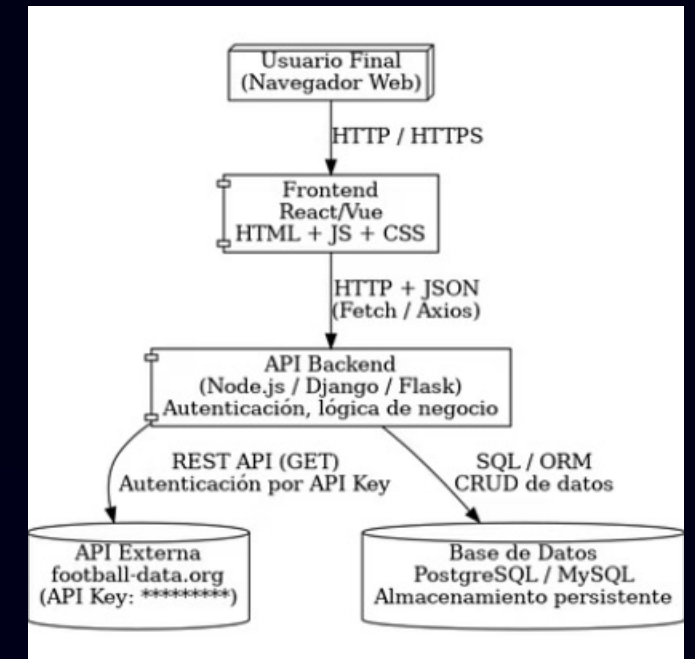 Usuario Final
(Navegador Web)
HTTP / HTTPS
Frontend
React/Vue
HTML + JS + CSS
HTTP + JSON
(Fetch / Axios)
API Backend
(Node.js / Django / Flask)
Autenticación, lógica de negocio
REST API (GET)
Autenticación por API Key
SQL / ORM
CRUD de datos
API Externa
football-data.org
(API Key: *********)
Base de Datos
PostgreSQL / MySQL
Almacenamiento persistente